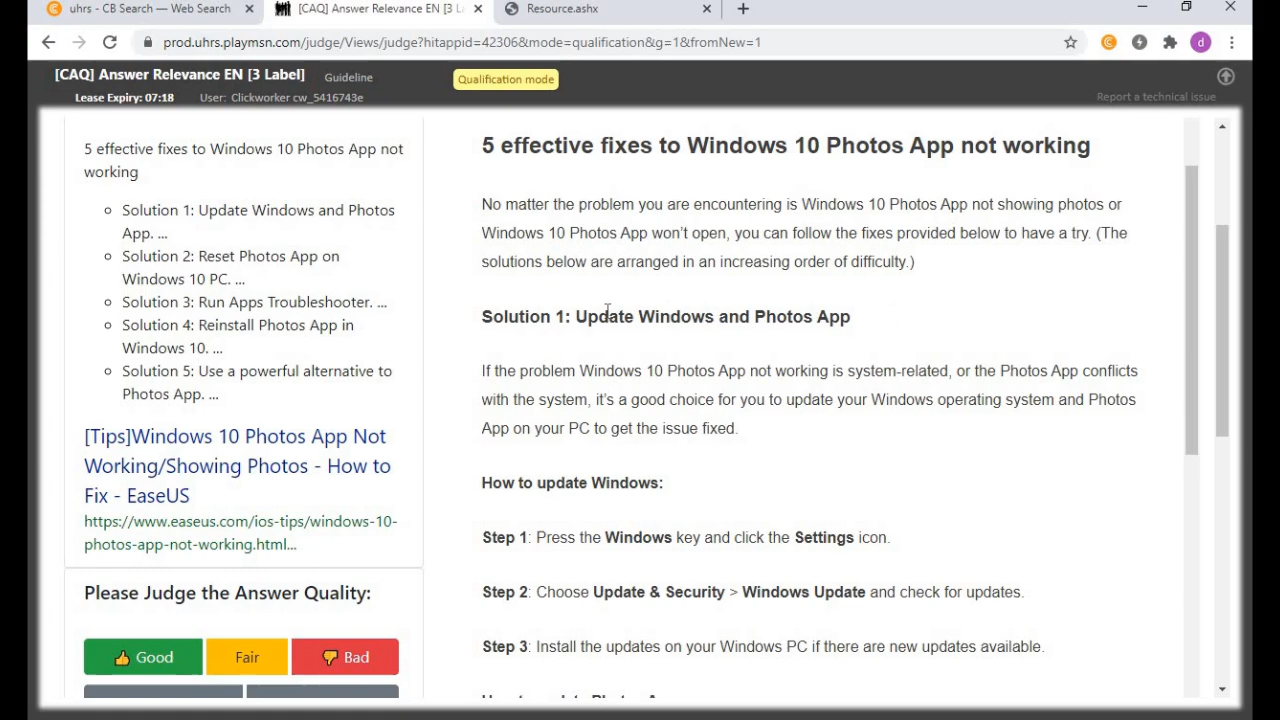 uhrs - CB Search — Web Search
[CAQ] Answer Relevance EN [3 La
Resource.ashx
prod.uhrs.playmsn.com/judge/Views/judge?hitappid=42306&mode=qualification&g=1&fromNew=1
d
[CAQ] Answer Relevance EN [3 Label]
Guideline
Qualification mode
Lease Expiry: 07:18
User: Clickworker cw_5416743e
Report a technical issue
5 effective fixes to Windows 10 Photos App not
working
Solution 1: Update Windows and Photos
App. ...
Solution 2: Reset Photos App on
Windows 10 PC. ...
Solution 3: Run Apps Troubleshooter. ...
Solution 4: Reinstall Photos App in
Windows 10. ...
Solution 5: Use a powerful alternative to
Photos App. ...
[Tips]Windows 10 Photos App Not
Working/Showing Photos - How to
Fix - EaseUS
https://www.easeus.com/ios-tips/windows-10-
photos-app-not-working.html...
Please Judge the Answer Quality:
Good
Fair
Bad
5 effective fixes to Windows 10 Photos App not working
No matter the problem you are encountering is Windows 10 Photos App not showing photos or
Windows 10 Photos App won't open, you can follow the fixes provided below to have a try. (The
solutions below are arranged in an increasing order of difficulty.)
Solution 1: Update Windows and Photos App
If the problem Windows 10 Photos App not working is system-related, or the Photos App conflicts
with the system, it's a good choice for you to update your Windows operating system and Photos
App on your PC to get the issue fixed.
How to update Windows:
Step 1: Press the Windows key and click the Settings icon.
Step 2: Choose Update & Security > Windows Update and check for updates.
Step 3: Install the updates on your Windows PC if there are new updates available.